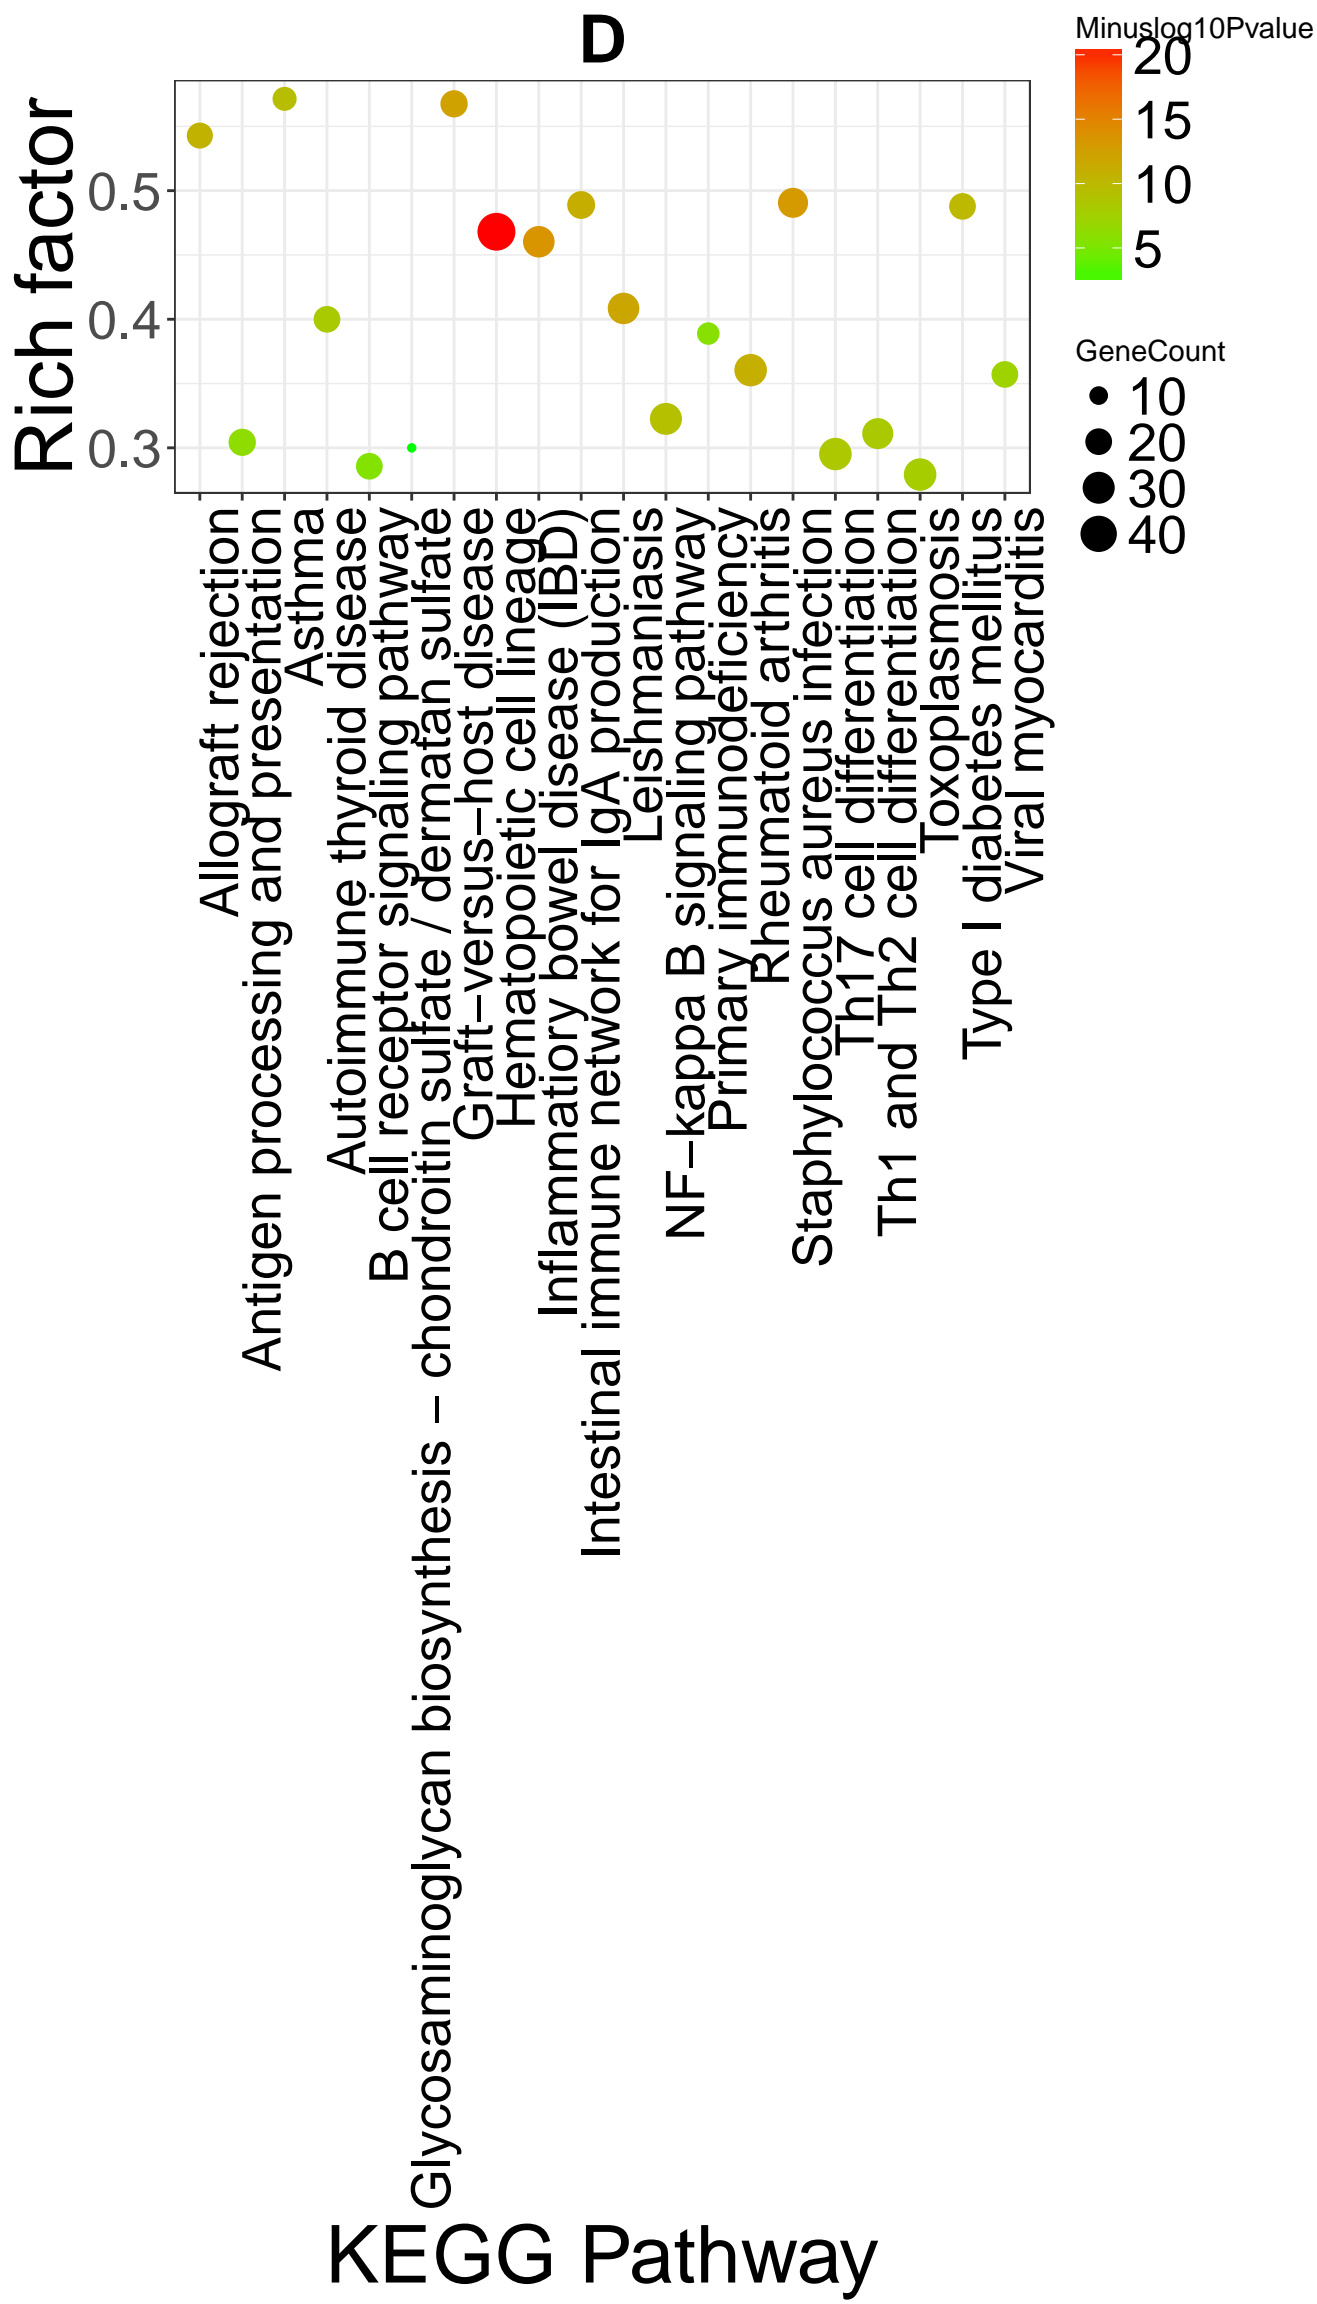 D
Rich factor
0.5
0.4
0.3
Allograft rejection
Antigen processing and presentation
Asthma
Autoimmune thyroid disease
B cell receptor signaling pathway
Glycosaminoglycan biosynthesis − chondroitin sulfate / dermatan sulfate
Graft−versus−host disease
Hematopoietic cell lineage
Inflammatory bowel disease (IBD)
Intestinal immune network for IgA production
Leishmaniasis
NF−kappa B signaling pathway
Primary immunodeficiency
Rheumatoid arthritis
Staphylococcus aureus infection
Th17 cell differentiation
Th1 and Th2 cell differentiation
Toxoplasmosis
Type I diabetes mellitus
Viral myocarditis
KEGG Pathway
Minuslog10Pvalue
20
15
10
5
GeneCount
10
20
30
40